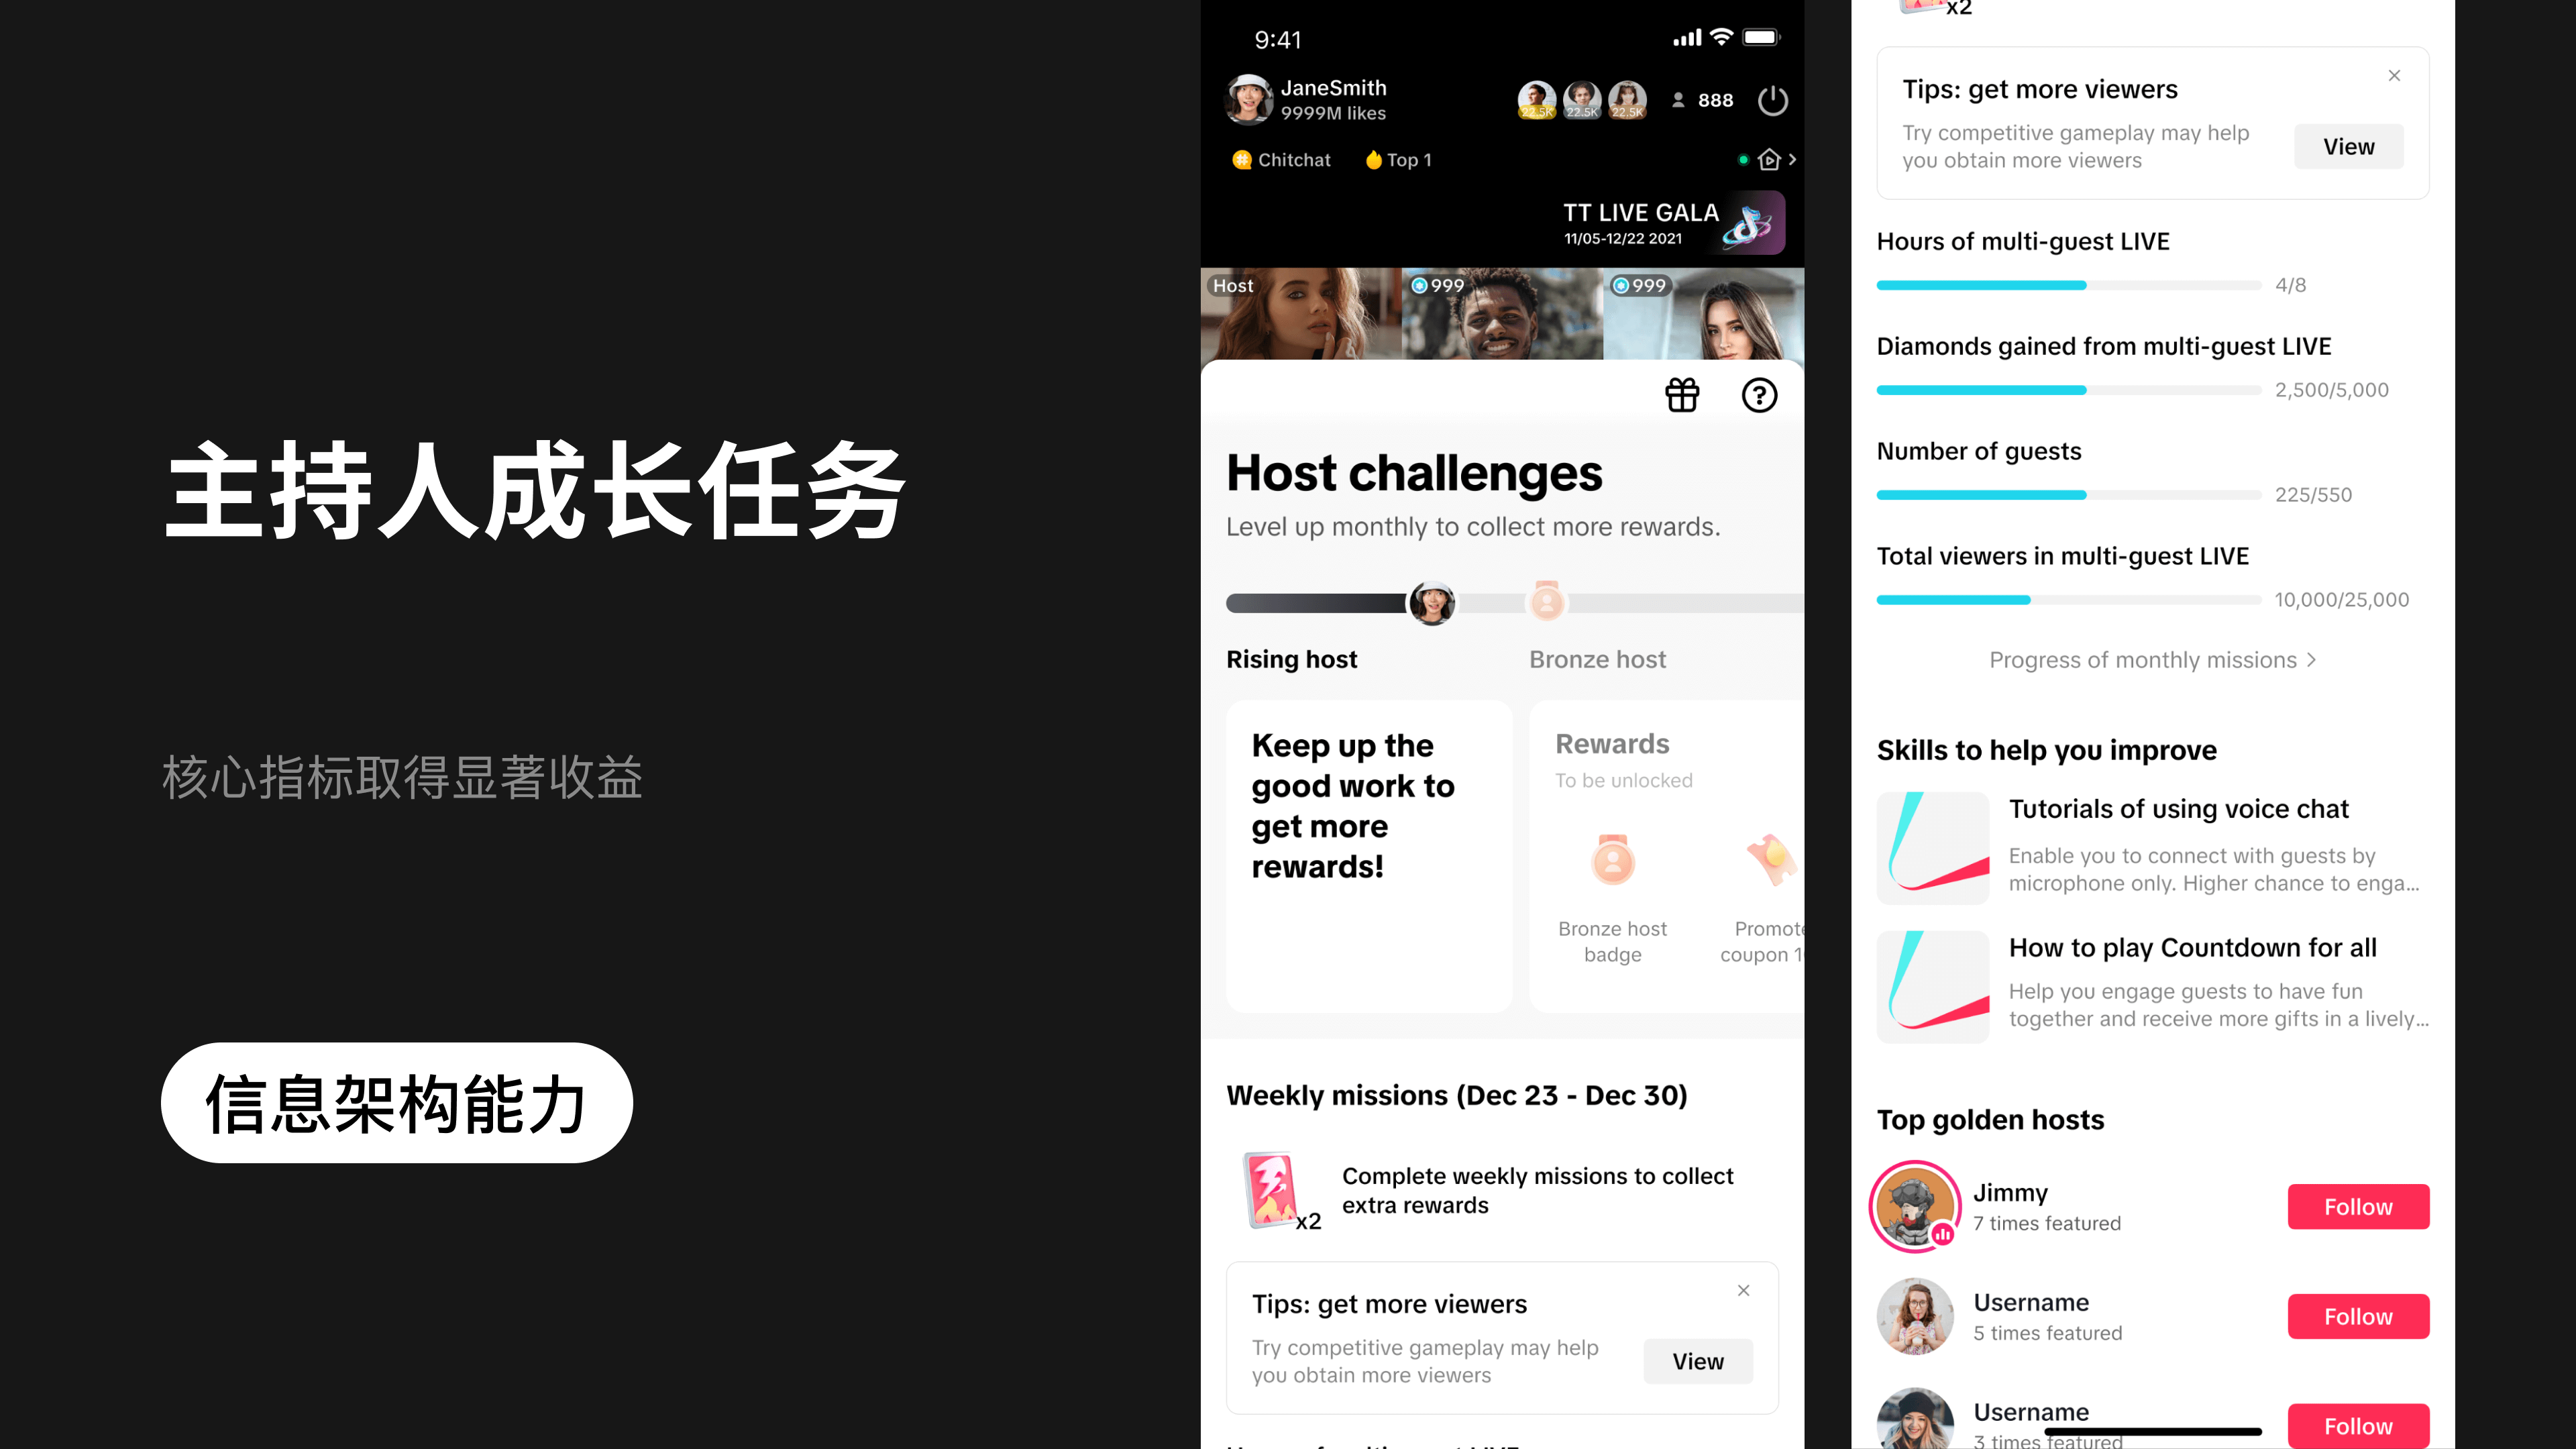 主持人成长任务
核心指标取得显著收益
信息架构能力
9:41
JaneSmith
9999M likes
22.5K
22.5K
22.5K
888
Chitchat
Top 1
TT LIVE GALA
11/05-12/22 2021
Host
999
999
Host challenges
Level up monthly to collect more rewards.
Rising host
Bronze host
Keep up the
good work to
get more
rewards!
Rewards
To be unlocked
Bronze host
badge
Promote
coupon
Weekly missions (Dec 23 - Dec 30)
x2
Complete weekly missions to collect
extra rewards
Tips: get more viewers
Try competitive gameplay may help
you obtain more viewers
View
x2
Tips: get more viewers
Try competitive gameplay may help
you obtain more viewers
View
Hours of multi-guest LIVE
4/8
Diamonds gained from multi-guest LIVE
2,500/5,000
Number of guests
225/550
Total viewers in multi-guest LIVE
10,000/25,000
Progress of monthly missions
Skills to help you improve
Tutorials of using voice chat
Enable you to connect with guests by
microphone only. Higher chance to enga...
How to play Countdown for all
Help you engage guests to have fun
together and receive more gifts in a lively...
Top golden hosts
Jimmy
7 times featured
Follow
Username
5 times featured
Follow
Username
3 times featured
Follow